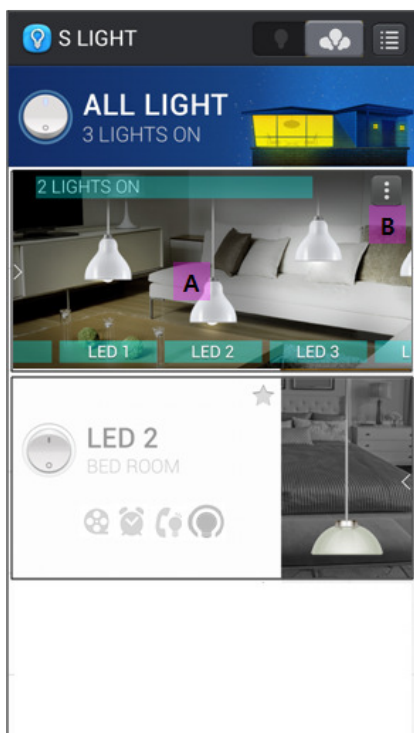 S LIGHT
ALL LIGHT
3 LIGHTS ON
2 LIGHTS ON
B
A
LED 1
LED 2
LED 3
L
LED 2
BED ROOM